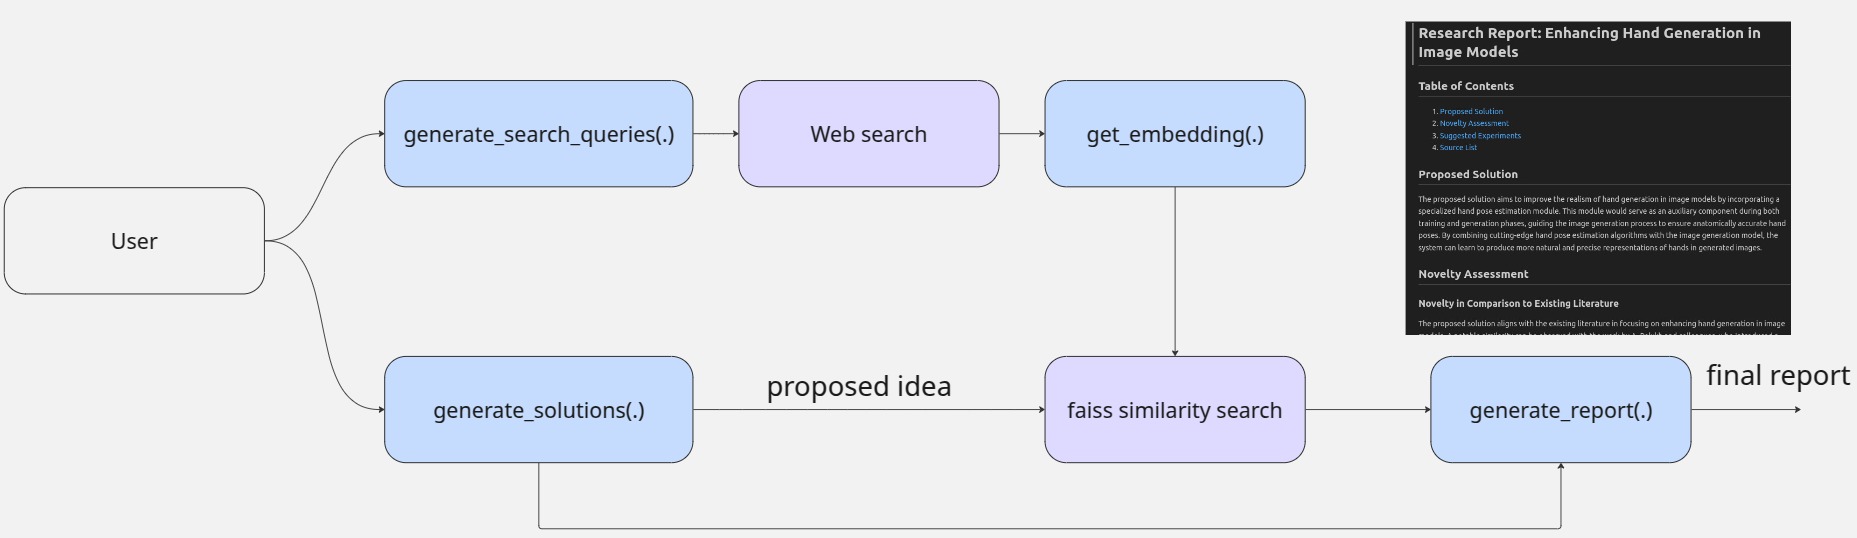 User
generate_search_queries(.)
Web search
get_embedding(.)
generate_solutions(.)
proposed idea
faiss similarity search
generate_report(.)
final report
Research Report: Enhancing Hand Generation in
Image Models
Table of Contents
1. Proposed Solution
2. Novelty Assessment
3. Suggested Experiments
4. Source List
Proposed Solution
The proposed solution aims to improve the realism of hand generation in image models by incorporating a
specialized hand pose estimation module. This module would serve as an auxiliary component during both
training and generation phases, guiding the image generation process to ensure anatomically accurate hand
poses. By combining cutting-edge hand pose estimation algorithms with the image generation model, the
system can learn to produce more natural and precise representations of hands in generated images.
Novelty Assessment
Novelty in Comparison to Existing Literature
The proposed solution aligns with the existing literature in focusing on enhancing hand generation in image